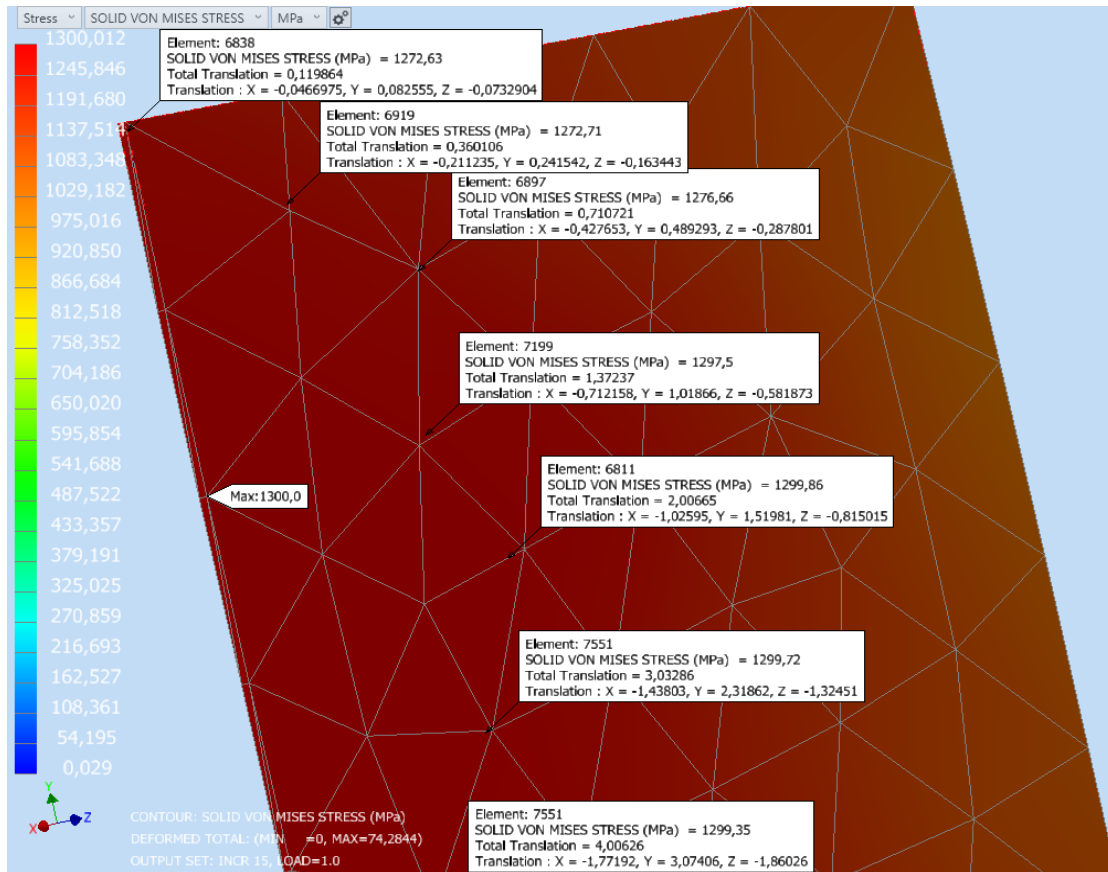 Stress SOLID VON MISES STRESS MPa
1300,012
1245,846
1191,680
1137,514
1083,348
1029,182
975,016
920,850
866,684
812,518
758,352
704,186
650,020
595,854
541,688
487,522
433,357
379,191
325,025
270,859
216,693
162,527
108,361
54,195
0,029
Element: 6838
SOLID VON MISES STRESS (MPa) = 1272,63
Total Translation = 0,119864
Translation : X = -0,0466975, Y = 0,082555, Z = -0,0732904
Element: 6919
SOLID VON MISES STRESS (MPa) = 1272,71
Total Translation = 0,360106
Translation : X = -0,211235, Y = 0,241542, Z = -0,163443
Element: 6897
SOLID VON MISES STRESS (MPa) = 1276,66
Total Translation = 0,710721
Translation : X = -0,427653, Y = 0,489293, Z = -0,287801
Element: 7199
SOLID VON MISES STRESS (MPa) = 1297,5
Total Translation = 1,37237
Translation : X = -0,712158, Y = 1,01866, Z = -0,581873
Element: 6811
SOLID VON MISES STRESS (MPa) = 1299,86
Total Translation = 2,00665
Translation : X = -1,02595, Y = 1,51981, Z = -0,815015
Max:1300,0
Element: 7551
SOLID VON MISES STRESS (MPa) = 1299,72
Total Translation = 3,03286
Translation : X = -1,43803, Y = 2,31862, Z = -1,32451
Element: 7551
SOLID VON MISES STRESS (MPa) = 1299,35
Total Translation = 4,00626
Translation : X = -1,77192, Y = 3,07406, Z = -1,86026
Y
X
Z
CONTOUR: SOLID VON MISES STRESS (MPa)
DEFORMED TOTAL: (MIN =0, MAX=74,2844)
OUTPUT SET: INCR 15, LOAD=1.0